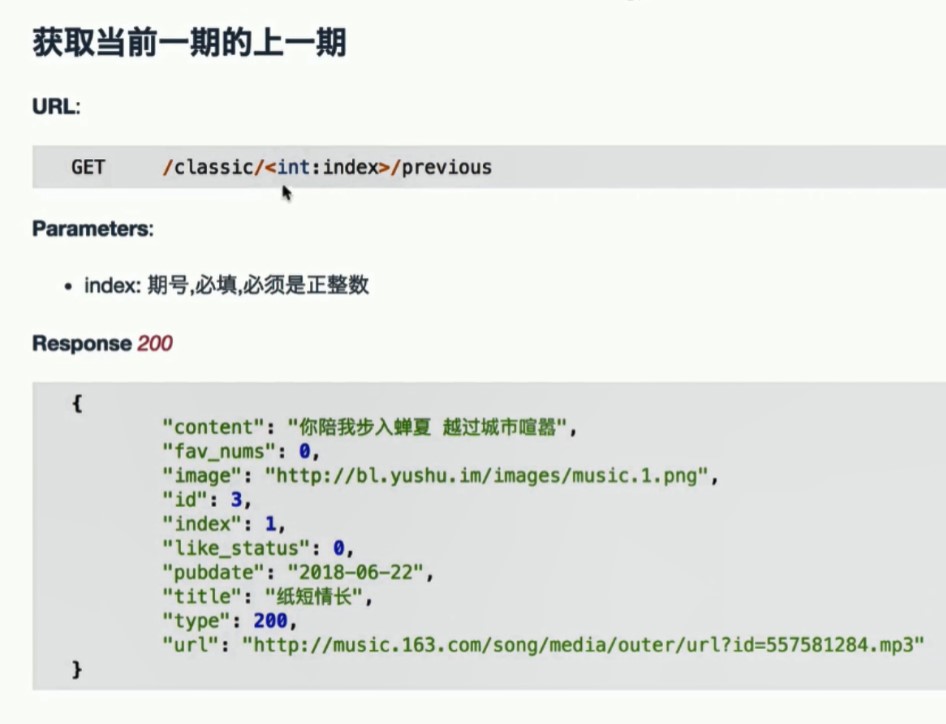 获取当前一期的上一期
URL:
GET /classic/<int:index>/previous
Parameters:
• index: 期号,必填,必须是正整数
Response 200
{
"content": "你陪我步入蝉夏 越过城市喧嚣",
"fav_nums": 0,
"image": "http://bl.yushu.im/images/music.1.png",
"id": 3,
"index": 1,
"like_status": 0,
"pubdate": "2018-06-22",
"title": "纸短情长",
"type": 200,
"url": "http://music.163.com/song/media/outer/url?id=557581284.mp3"
}